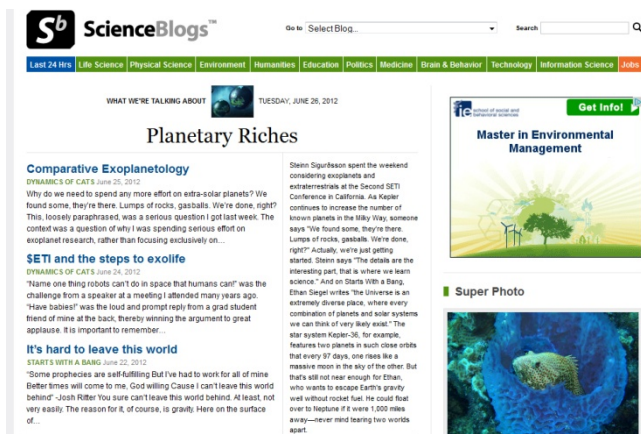 Sb ScienceBlogs™
Go to Select Blog...
Search
Last 24 Hrs Life Science Physical Science Environment Humanities Education Politics Medicine Brain & Behavior Technology Information Science Jobs
WHAT WE'RE TALKING ABOUT
TUESDAY, JUNE 26, 2012
Planetary Riches
Comparative Exoplanetology
DYNAMICS OF CATS June 25, 2012
Why do we need to spend any more effort on extra-solar planets? We
found some, they're there. Lumps of rocks, gasballs. We're done, right?
This, loosely paraphrased, was a serious question I got last week. The
context was a question of why I was spending serious effort on
exoplanet research, rather than focusing exclusively on...
$ETI and the steps to exolife
DYNAMICS OF CATS June 24, 2012
"Name one thing robots can't do in space that humans can!" was the
challenge from a speaker at a meeting I attended many years ago.
"Have babies!" was the loud and prompt reply from a grad student
friend of mine at the back, thereby winning the argument to great
applause. It is important to remember...
It's hard to leave this world
STARTS WITH A BANG June 22, 2012
"Some prophecies are self-fulfilling But I've had to work for all of mine
Better times will come to me, God willing Cause I can't leave this world
behind" -Josh Ritter You sure can't leave this world behind. At least, not
very easily. The reason for it, of course, is gravity. Here on the surface
of...
Steinn Sigurðsson spent the weekend
considering exoplanets and
extraterrestrials at the Second SETI
Conference in California. As Kepler
continues to increase the number of
known planets in the Milky Way, someone
says "We found some, they're there.
Lumps of rocks, gasballs. We're done,
right?" Actually, we're just getting
started. Steinn says "The details are the
interesting part, that is where we learn
science." And on Starts With a Bang,
Ethan Siegel writes "the Universe is an
extremely diverse place, where every
combination of planets and solar systems
we can think of very likely exist." The
star system Kepler-36, for example,
features two planets in such close orbits
that every 97 days, one rises like a
massive moon in the sky of the other. But
that's still not near enough for Ethan,
who wants to escape Earth's gravity
well without rocket fuel. He could float
over to Neptune if it were 1,000 miles
away—never mind tearing two worlds
apart.
ie school of social and
behavioral sciences
Get Info!
Master in Environmental
Management
Super Photo